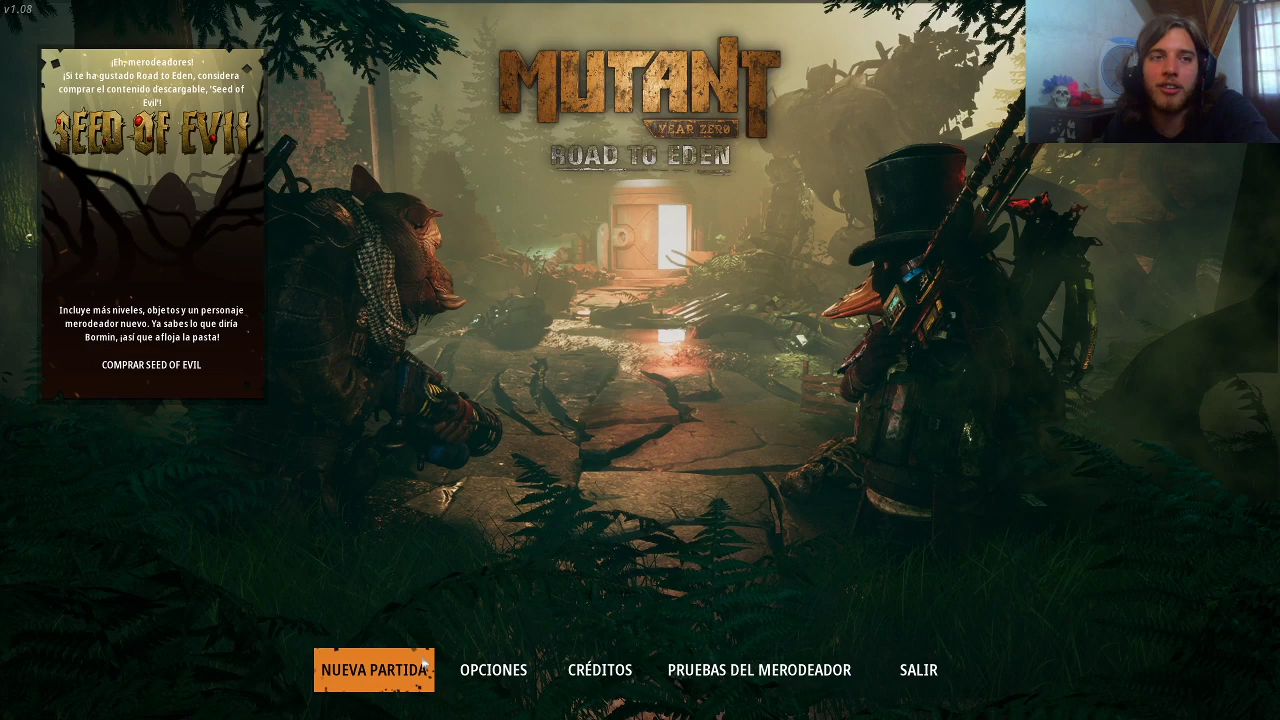 v1.08
¡Eh, merodeadores!
¡Si te ha gustado Road to Eden, considera
comprar el contenido descargable, 'Seed of
Evil'!
SEED OF EVIL
MUTANT
YEAR ZERO
ROAD TO EDEN
Incluye más niveles, objetos y un personaje
merodeador nuevo. Ya sabes lo que diría
Bormin, ¡así que afloja la pasta!
COMPRAR SEED OF EVIL
NUEVA PARTIDA
OPCIONES
CRÉDITOS
PRUEBAS DEL MERODEADOR
SALIR